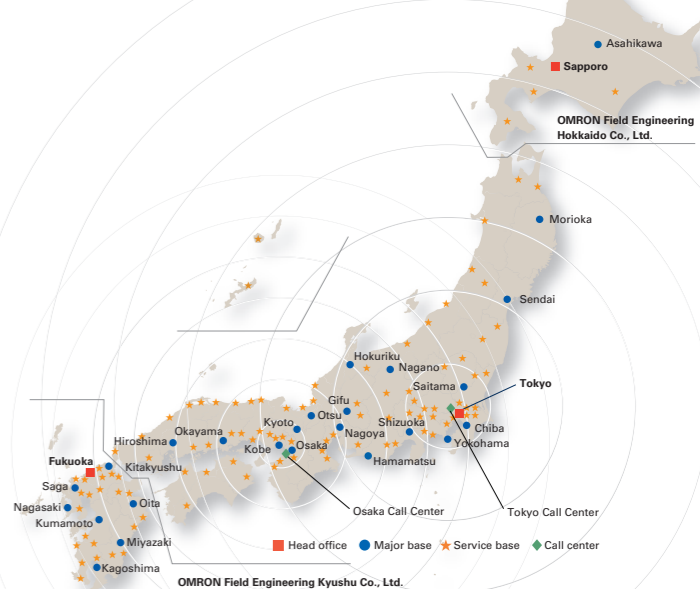 Asahikawa
Sapporo
OMRON Field Engineering
Hokkaido Co., Ltd.
Morioka
Sendai
Hokuriku
Nagano
Saitama
Tokyo
Gifu
Otsu
Kyoto
Shizuoka
Chiba
Okayama
Nagoya
Hiroshima
Kobe
Osaka
Yokohama
Hamamatsu
Fukuoka
Kitakyushu
Saga
Nagasaki
Oita
Kumamoto
Osaka Call Center
Tokyo Call Center
Miyazaki
Kagoshima
Head office
Major base
Service base
Call center
OMRON Field Engineering Kyushu Co., Ltd.